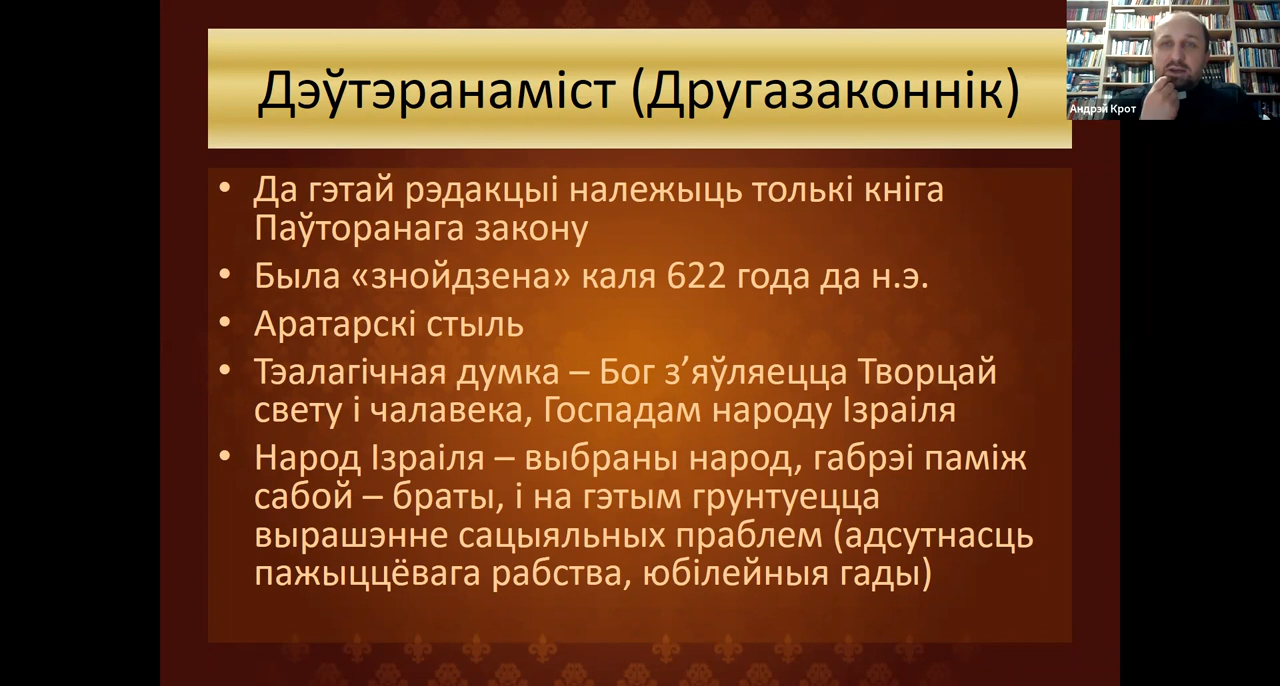 Дэўтэранаміст (Другазаконнік)
Андрэй Крот
• Да гэтай рэдакцыі належыць толькі кніга
Паўторанага закону
• Была «знойдзена» каля 622 года да н.э.
• Аратарскі стыль
• Тэалагічная думка – Бог з’яўляецца Творцай
свету і чалавека, Госпадам народу Ізраіля
• Народ Ізраіля – выбраны народ, габрэі паміж
сабой – браты, і на гэтым грунтуецца
вырашэнне сацыяльных праблем (адсутнасць
пажыццёвага рабства, юбілейныя гады)